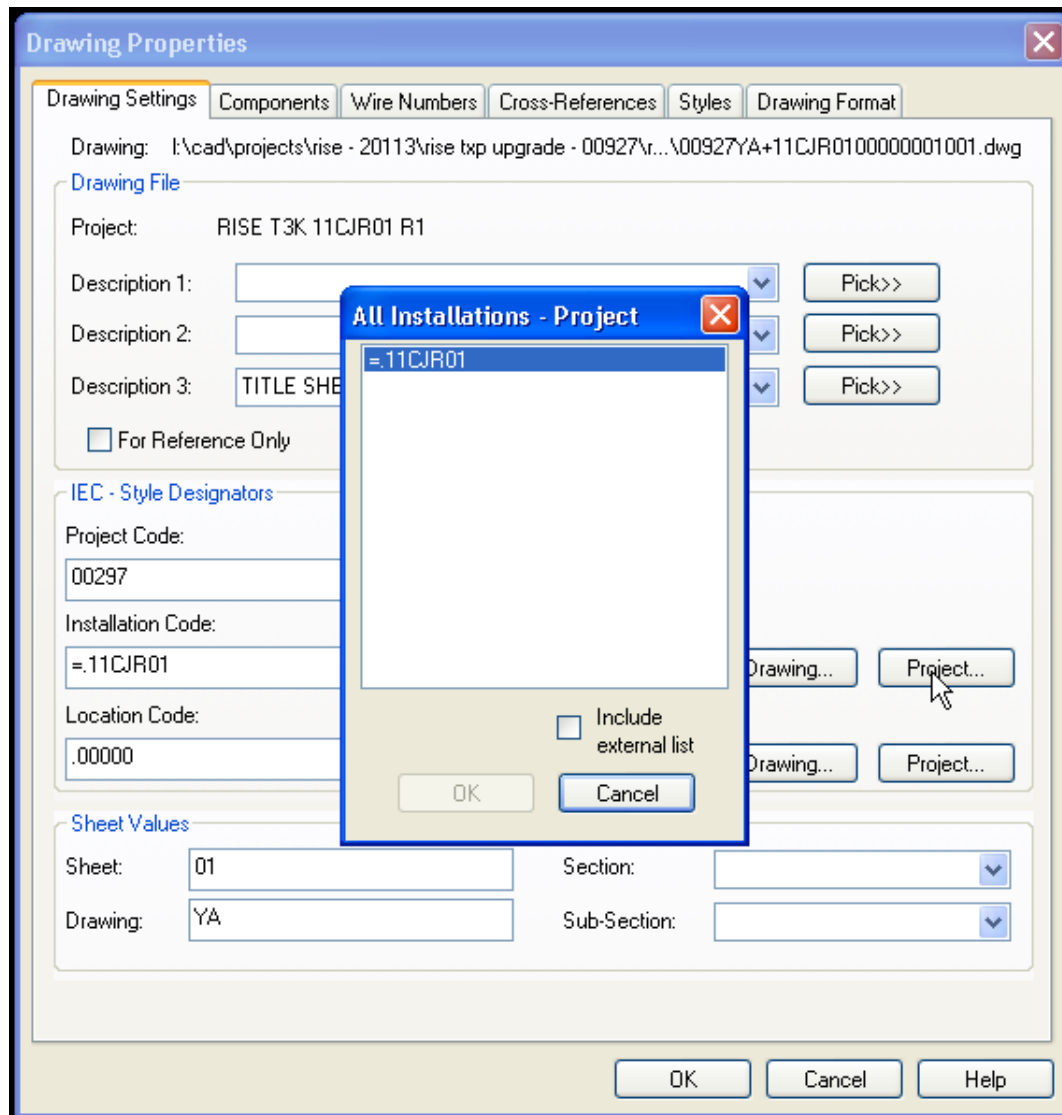 Drawing Properties
Drawing Settings Components Wire Numbers Cross-References Styles Drawing Format
Drawing: I:\cad\projects\rise - 20113\rise txp upgrade - 00927\r...\00927YA+11CJR0100000001001.dwg
Drawing File
Project: RISE T3K 11CJR01 R1
Description 1: Pick>>
Description 2: Pick>>
Description 3: TITLE SHE Pick>>
For Reference Only
All Installations - Project
=.11CJR01
Include
external list
OK Cancel
IEC - Style Designators
Project Code:
00297
Installation Code:
=.11CJR01 Drawing... Project...
Location Code:
.00000 Drawing... Project...
Sheet Values
Sheet: 01 Section:
Drawing: YA Sub-Section:
OK Cancel Help